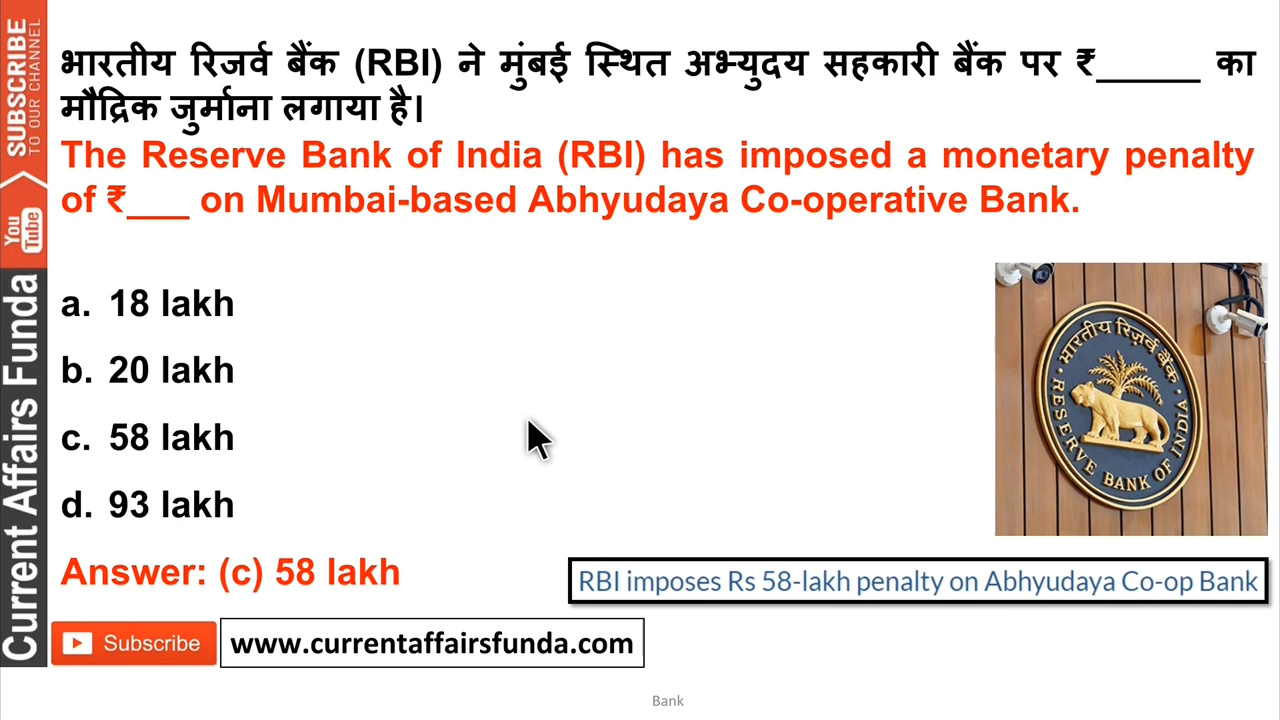 भारतीय रिजर्व बैंक (RBI) ने मुंबई स्थित अभ्युदय सहकारी बैंक पर ₹_____ का
मौद्रिक जुर्माना लगाया है।
The Reserve Bank of India (RBI) has imposed a monetary penalty
of ₹___ on Mumbai-based Abhyudaya Co-operative Bank.
a. 18 lakh
b. 20 lakh
c. 58 lakh
d. 93 lakh
Answer: (c) 58 lakh
RBI imposes Rs 58-lakh penalty on Abhyudaya Co-op Bank
Subscribe
www.currentaffairsfunda.com
Bank
SUBSCRIBE
TO OUR CHANNEL
You
Tube
Current Affairs Funda
भारतीय रिज़र्व बैंक
RESERVE BANK OF INDIA